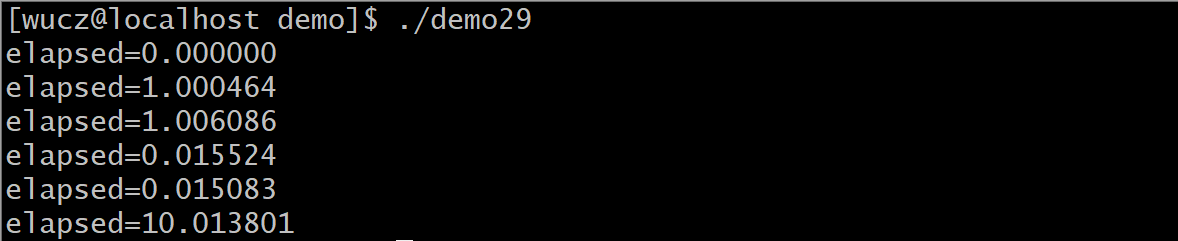 [wucz@localhost demo]$ ./demo29
elapsed=0.000000
elapsed=1.000464
elapsed=1.006086
elapsed=0.015524
elapsed=0.015083
elapsed=10.013801